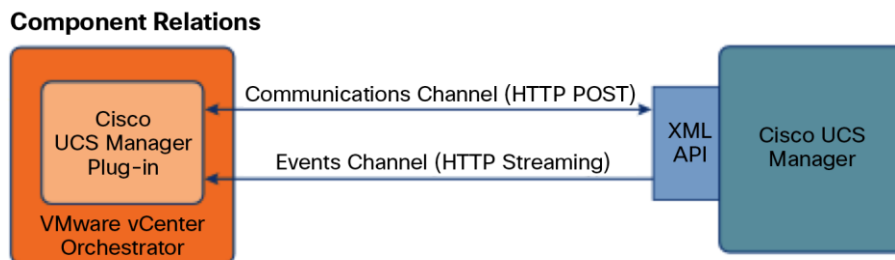 Component Relations
Cisco
UCS Manager
Plug-in
VMware vCenter
Orchestrator
Communications Channel (HTTP POST)
Events Channel (HTTP Streaming)
XML
API
Cisco UCS
Manager